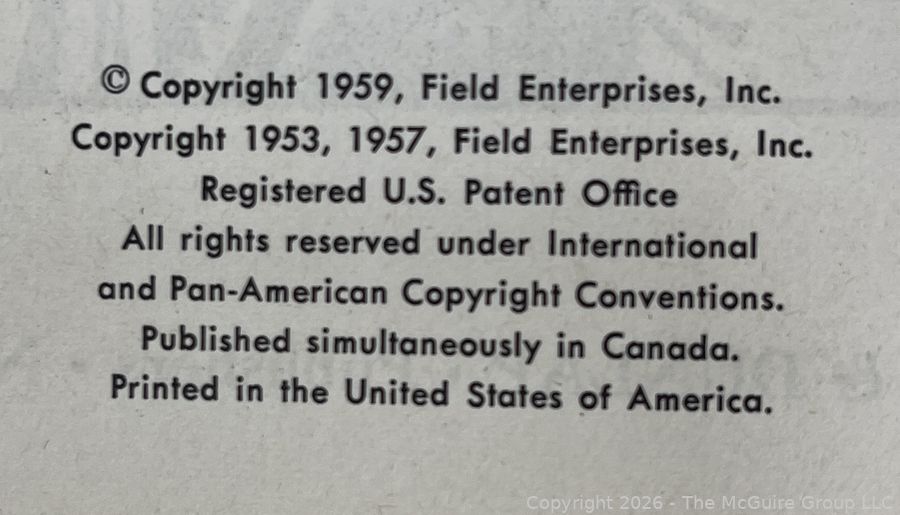 © Copyright 1959, Field Enterprises, Inc.
Copyright 1953, 1957, Field Enterprises, Inc.
Registered U.S. Patent Office
All rights reserved under International
and Pan-American Copyright Conventions.
Published simultaneously in Canada.
Printed in the United States of America.
Copyright 2026 - The McGuire Group LLC